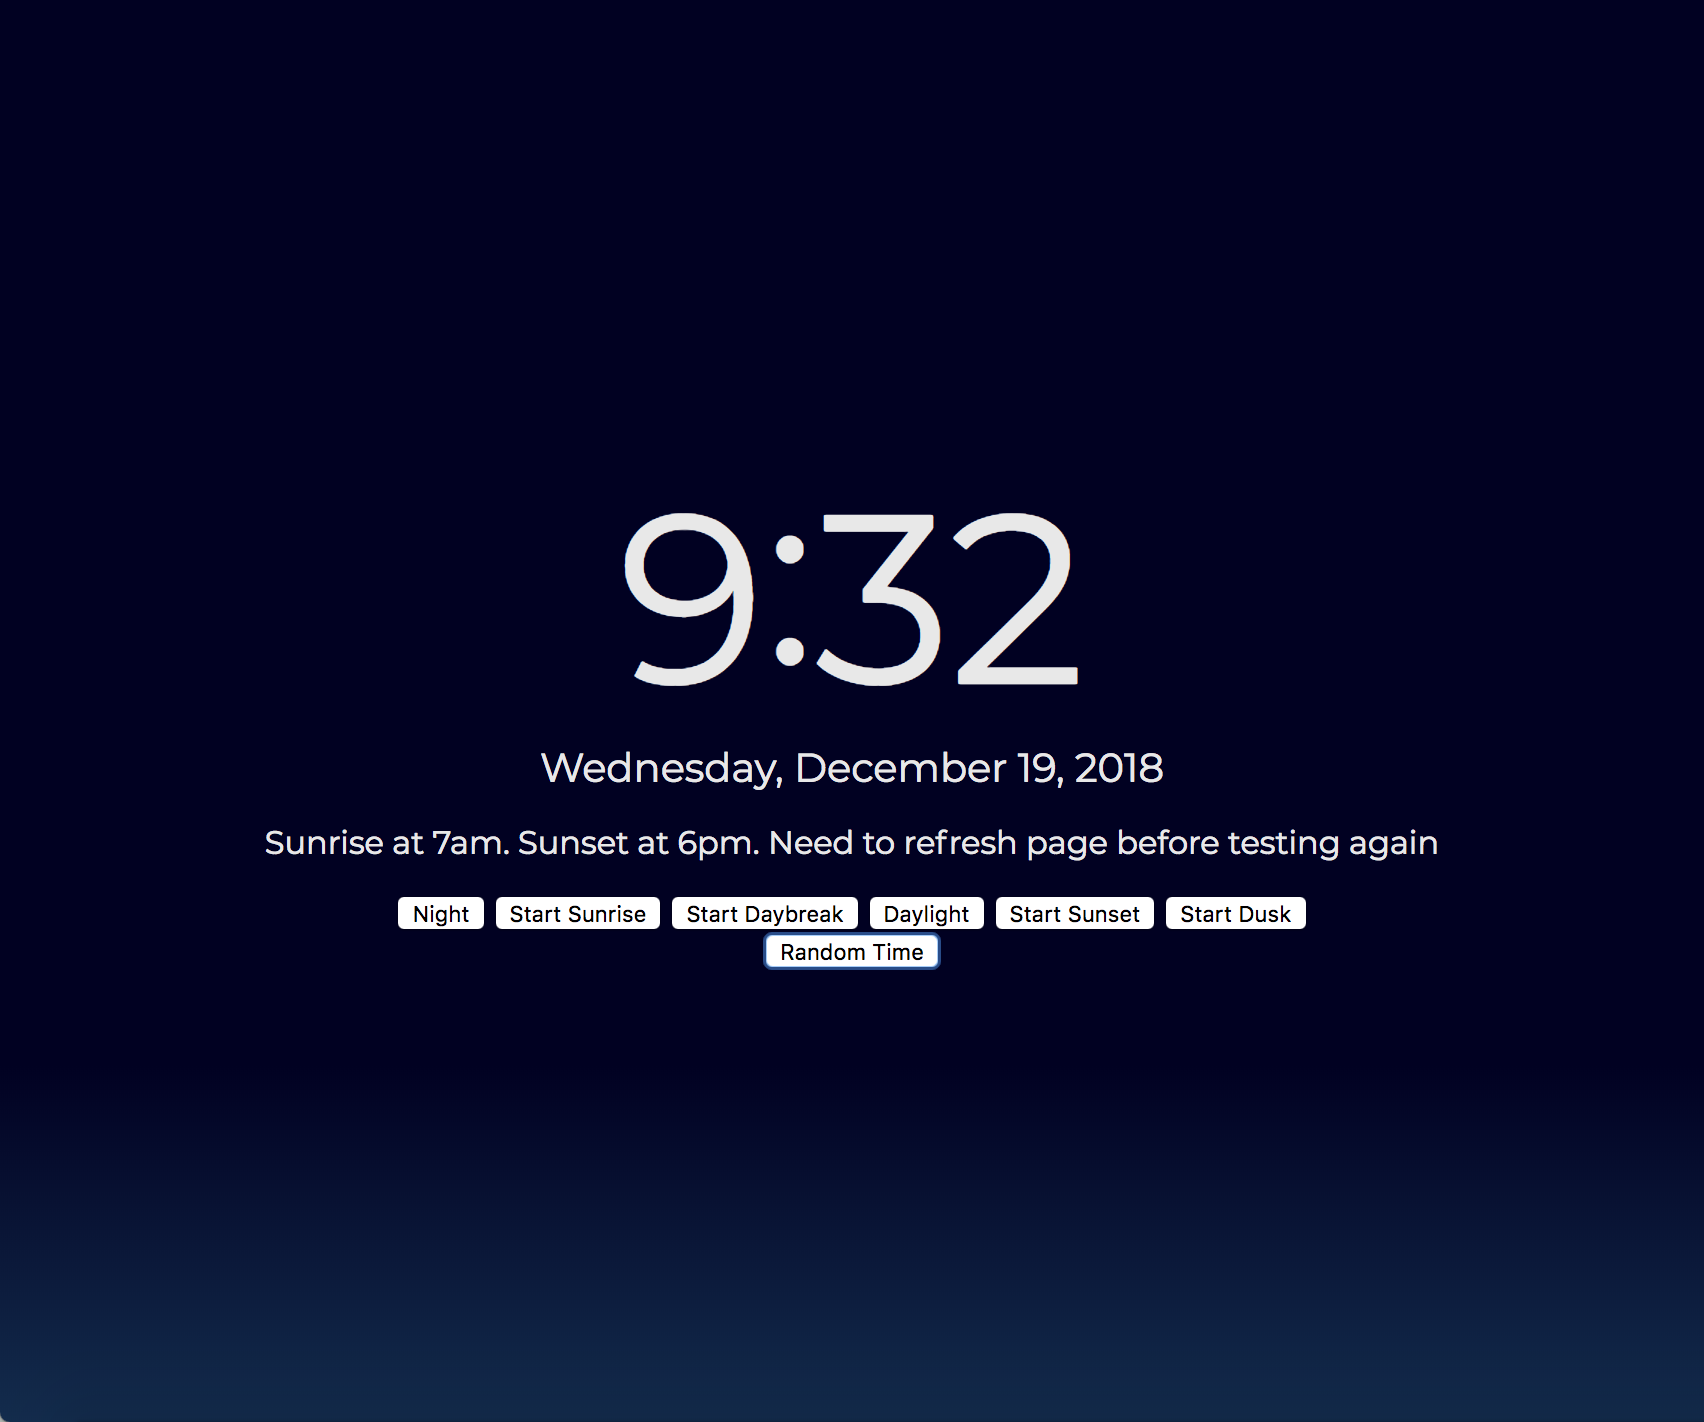 9:32
Wednesday, December 19, 2018
Sunrise at 7am. Sunset at 6pm. Need to refresh page before testing again
Night Start Sunrise Start Daybreak Daylight Start Sunset Start Dusk
Random Time